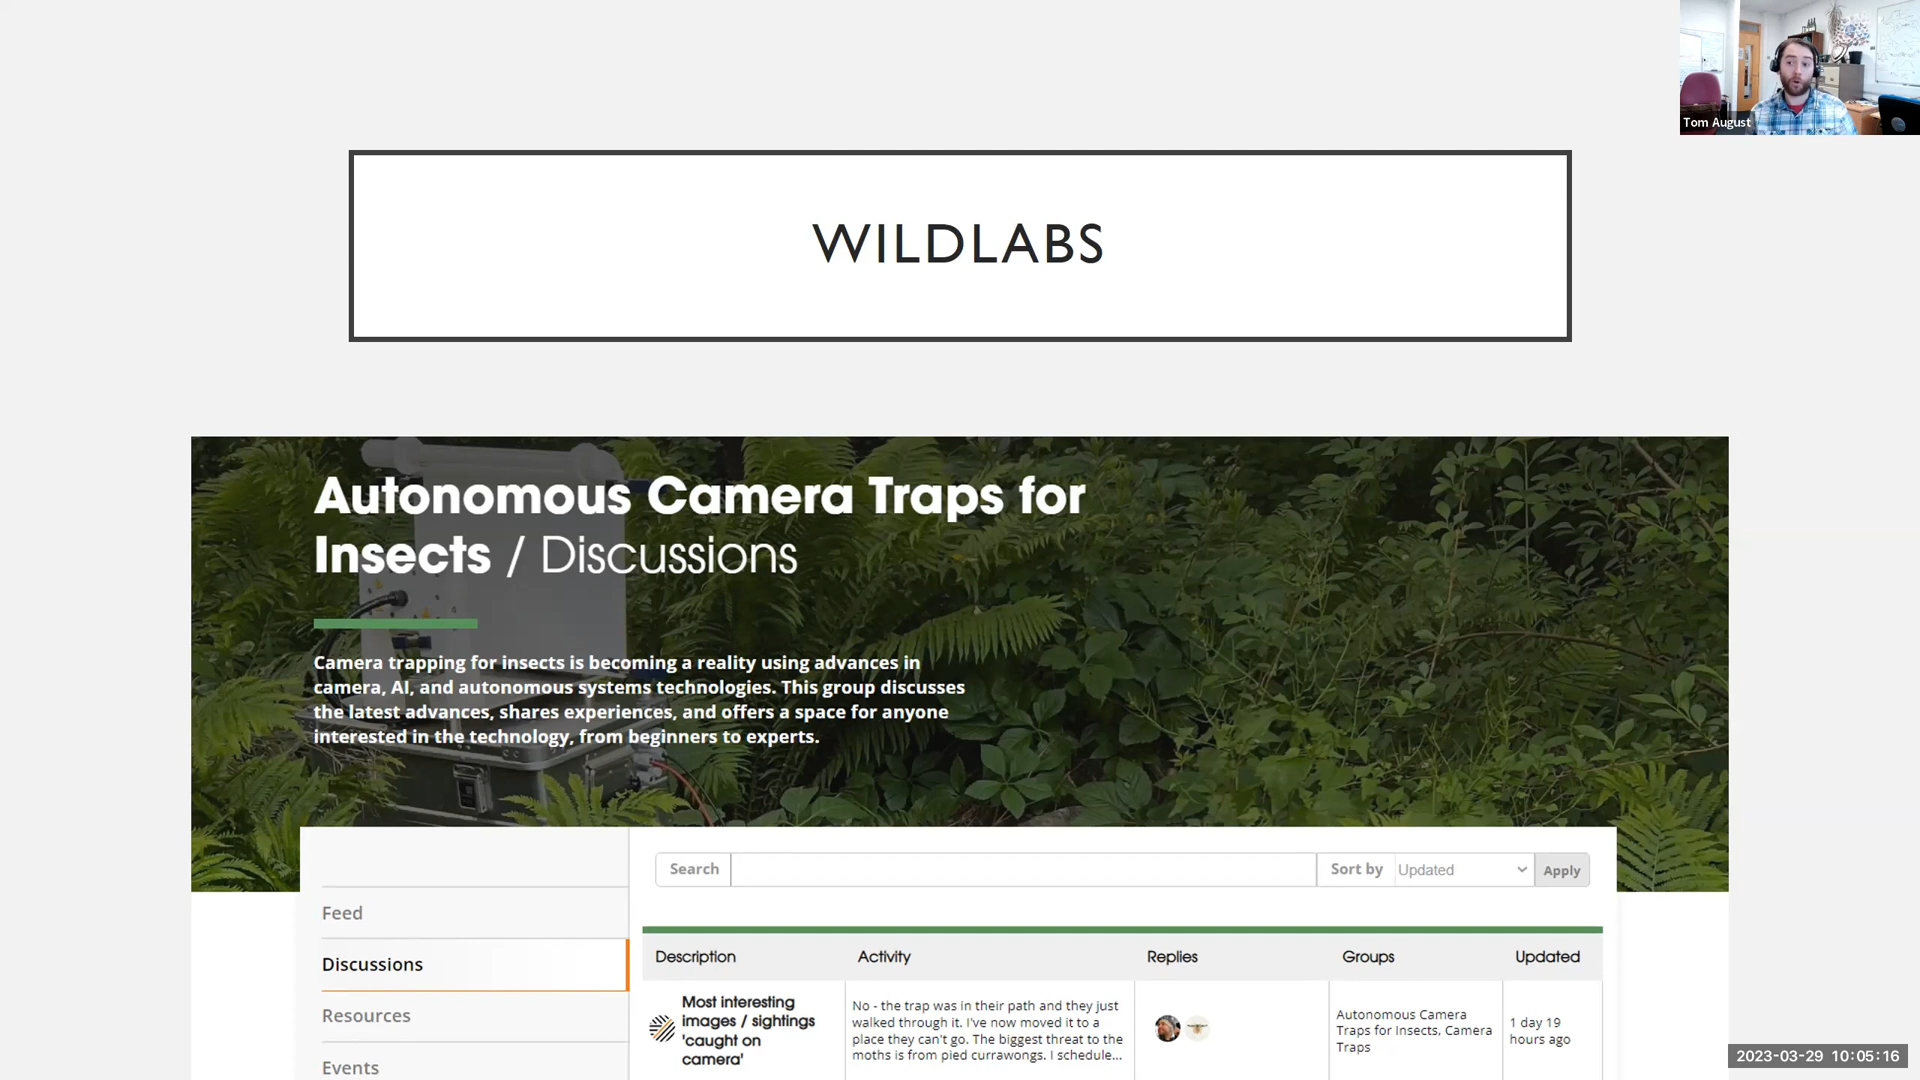 Tom August
WILDLABS
Autonomous Camera Traps for
Insects / Discussions
Camera trapping for insects is becoming a reality using advances in
camera, AI, and autonomous systems technologies. This group discusses
the latest advances, shares experiences, and offers a space for anyone
interested in the technology, from beginners to experts.
Search
Sort by Updated Apply
Feed
Discussions
Resources
Events
Description Activity Replies Groups Updated
Most interesting
images / sightings
'caught on
camera'
No - the trap was in their path and they just
walked through it. I've now moved it to a
place they can't go. The biggest threat to the
moths is from pied currawongs. I schedule...
Autonomous Camera
Traps for Insects, Camera
Traps
1 day 19
hours ago
2023-03-29 10:05:16